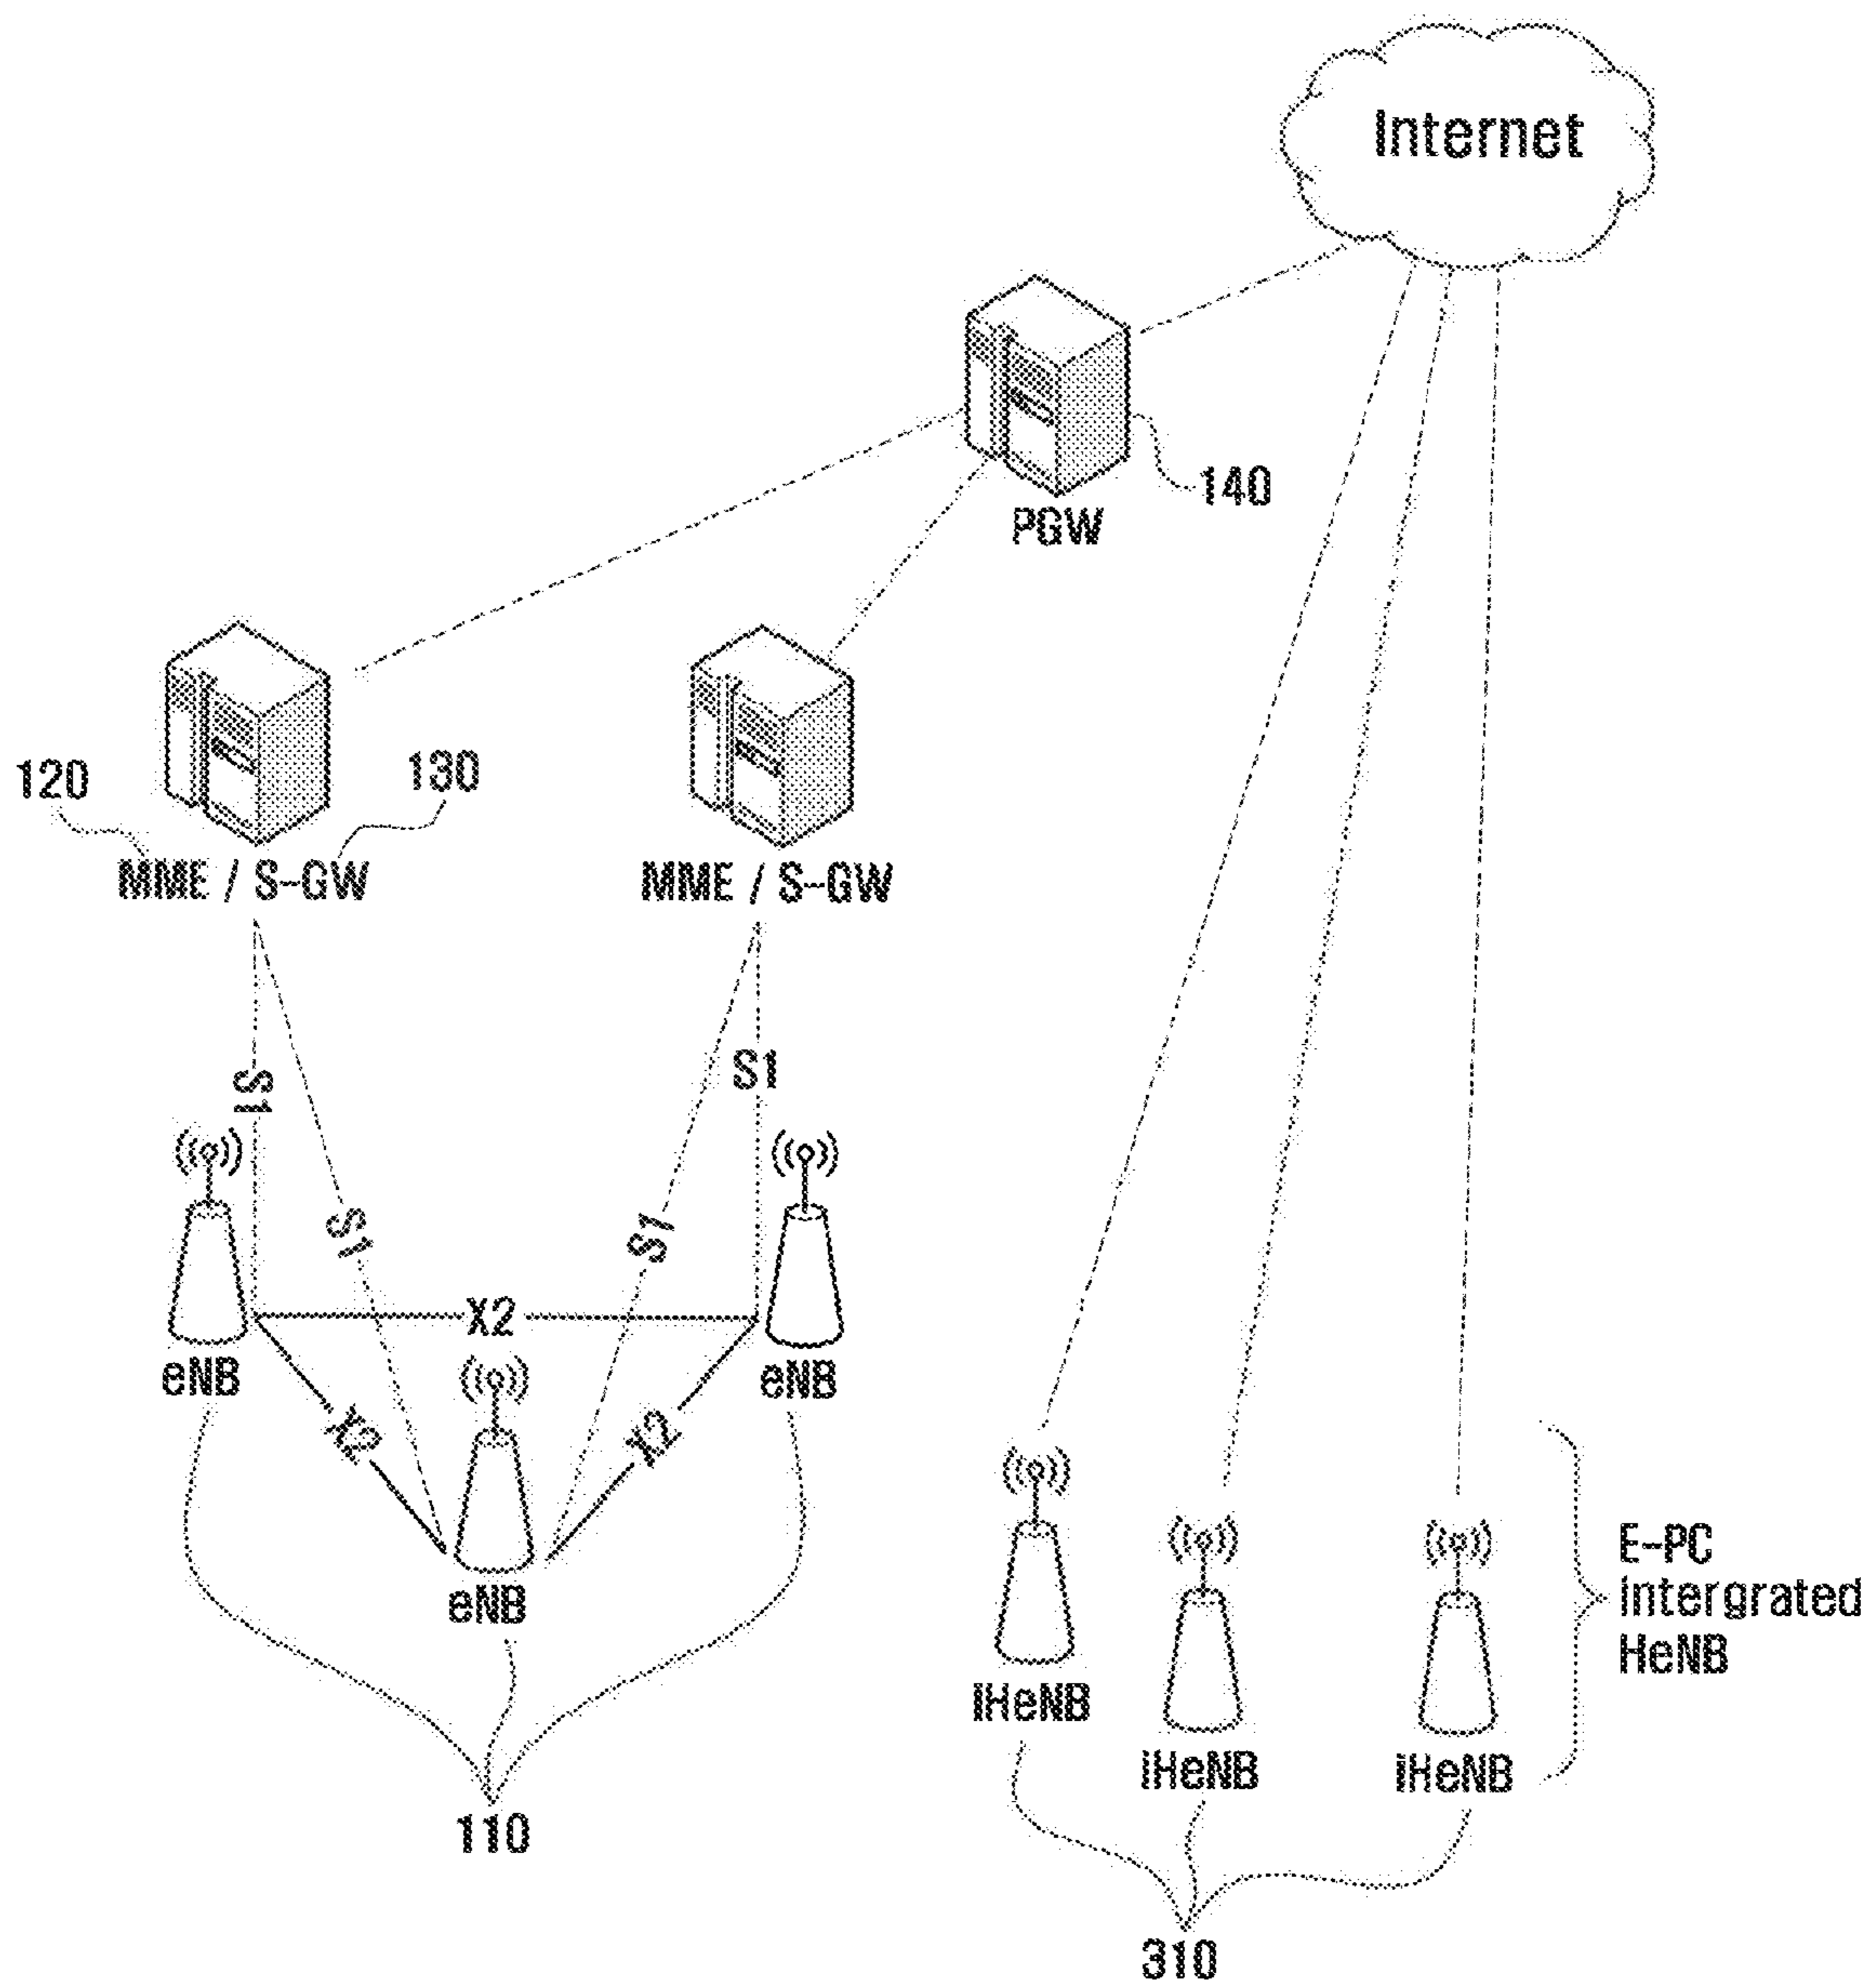 Internet
140
PGW
120
130
MME / S-GW
MME / S-GW
S1
S1
S1
S1
X2
eNB
eNB
X2
X2
eNB
E-PC
intergrated
HeNB
iHeNB
iHeNB
iHeNB
110
310